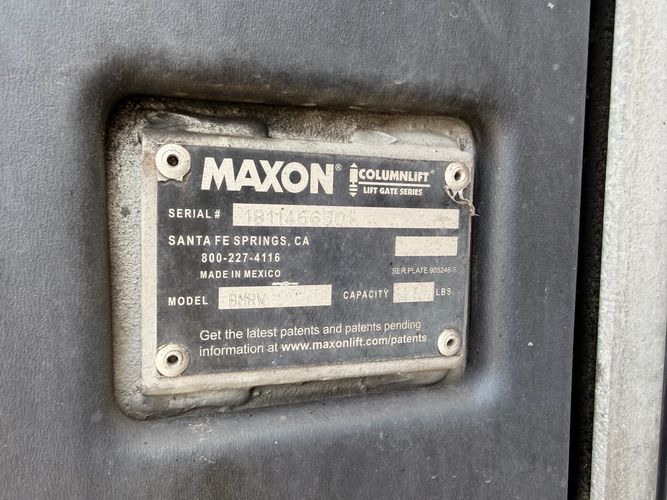 MAXON® COLUMNLIFT®
LIFT GATE SERIES
SERIAL #
SANTA FE SPRINGS, CA
800-227-4116
MADE IN MEXICO
SER.PLATE 905246-5
MODEL BMRW CAPACITY LBS.
Get the latest patents and patents pending
information at www.maxonlift.com/patents